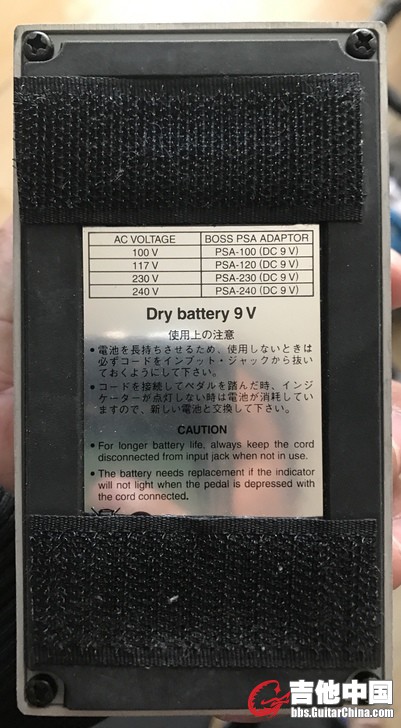 AC VOLTAGE BOSS PSA ADAPTOR
100 V PSA-100 (DC 9 V)
117 V PSA-120 (DC 9 V)
230 V PSA-230 (DC 9 V)
240 V PSA-240 (DC 9 V)
Dry battery 9 V
使用上の注意
● 電池を長持ちさせるため、使用しないときは
必ずコードをインプット・ジャックから抜い
ておくようにして下さい。
● コードを接続してペダルを踏んだ時、インジ
ケーターが点灯しない時は電池が消耗してい
ますので、新しい電池と交換して下さい。
CAUTION
● For longer battery life, always keep the cord
disconnected from input jack when not in use.
● The battery needs replacement if the indicator
will not light when the pedal is depressed with
the cord connected.
吉他中国
bbs.GuitarChina.com